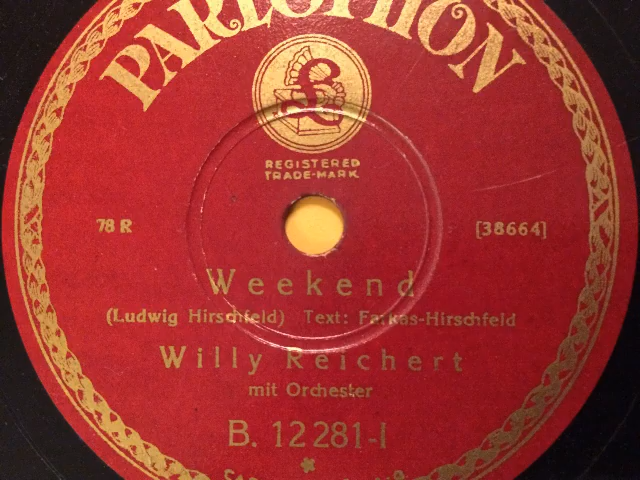 PARLOPHON
£
REGISTERED
TRADE-MARK
78 R
[38664]
Weekend
(Ludwig Hirschfeld) Text: Farkas-Hirschfeld
Willy Reichert
mit Orchester
B. 12281-I